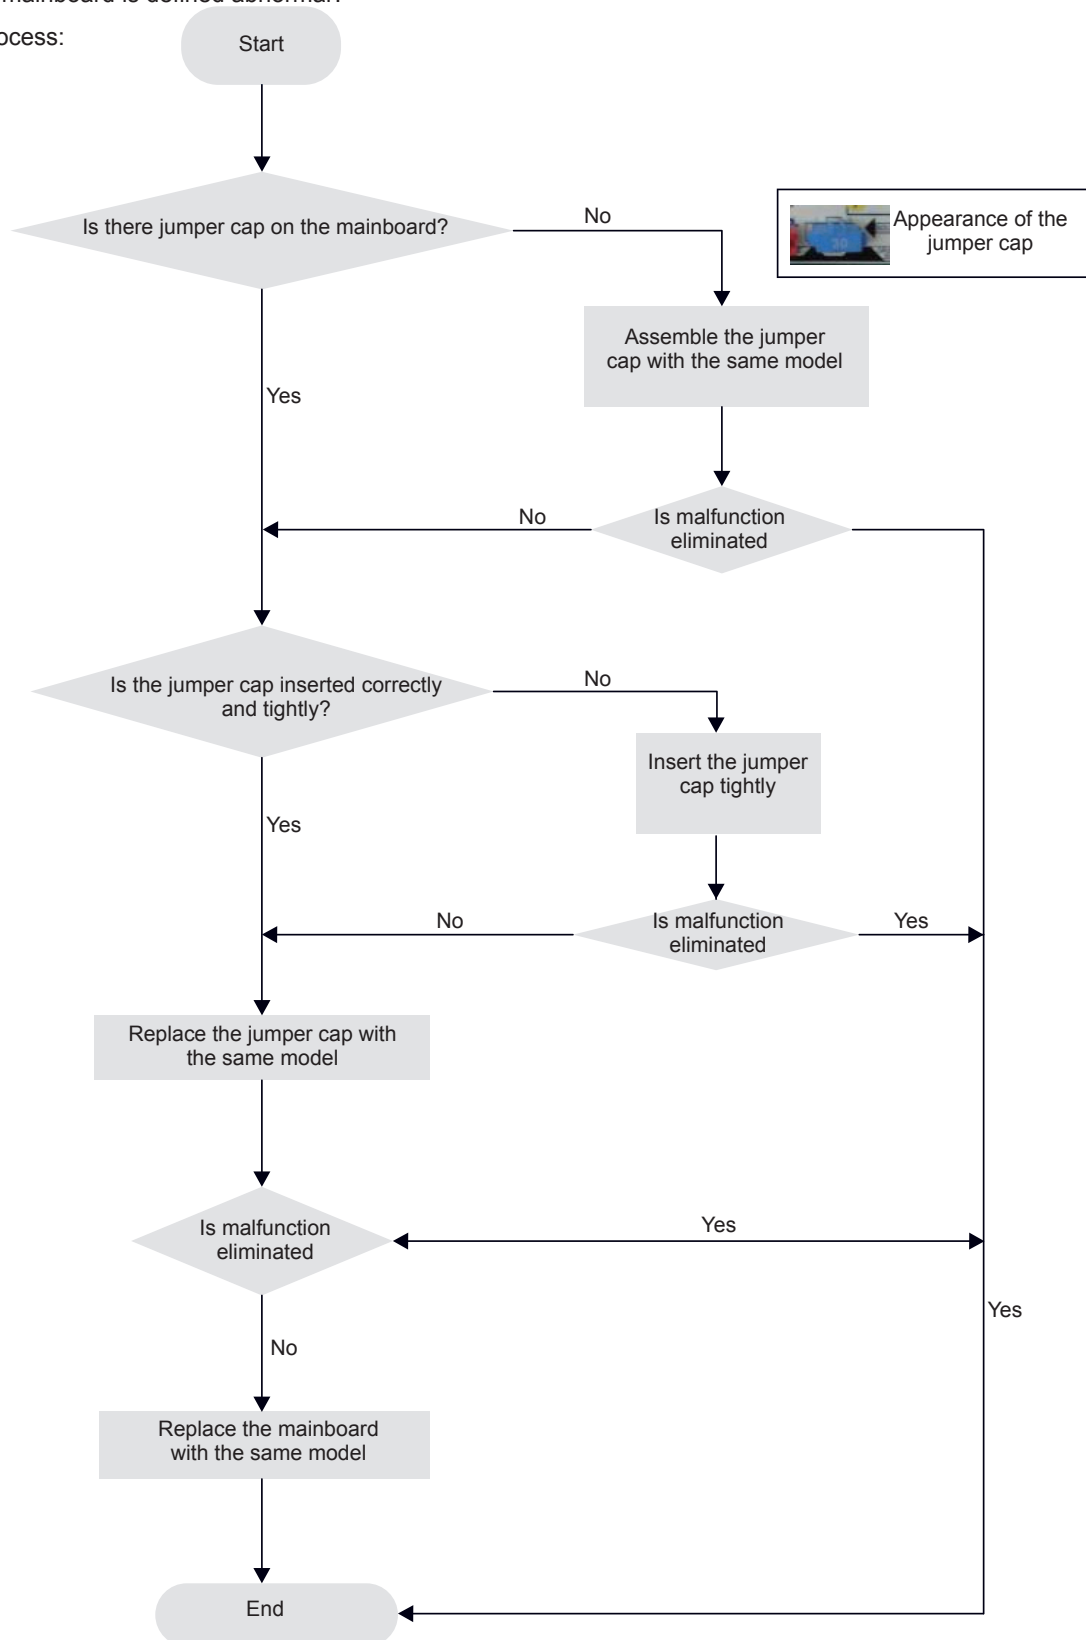 mainboard is defined abnormal.
ocess:
Start
Is there jumper cap on the mainboard?
No
Appearance of the
jumper cap
20
Assemble the jumper
cap with the same model
Yes
No
Is malfunction
eliminated
Is the jumper cap inserted correctly
and tightly?
No
Insert the jumper
cap tightly
Yes
No
Is malfunction
eliminated
Yes
Replace the jumper cap with
the same model
Is malfunction
eliminated
Yes
Yes
No
Replace the mainboard
with the same model
End